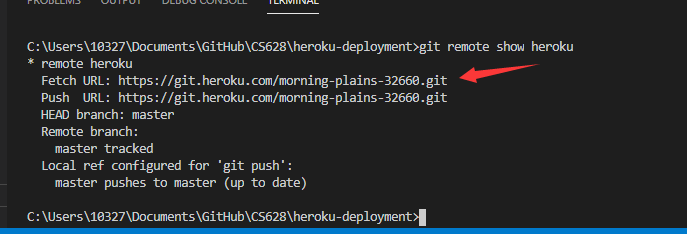 PROBLEMS OUTPUT DEBUG CONSOLE TERMINAL
C:\Users\10327\Documents\GitHub\CS628\heroku-deployment>git remote show heroku
* remote heroku
  Fetch URL: https://git.heroku.com/morning-plains-32660.git
  Push  URL: https://git.heroku.com/morning-plains-32660.git
  HEAD branch: master
  Remote branch:
    master tracked
  Local ref configured for 'git push':
    master pushes to master (up to date)
C:\Users\10327\Documents\GitHub\CS628\heroku-deployment>